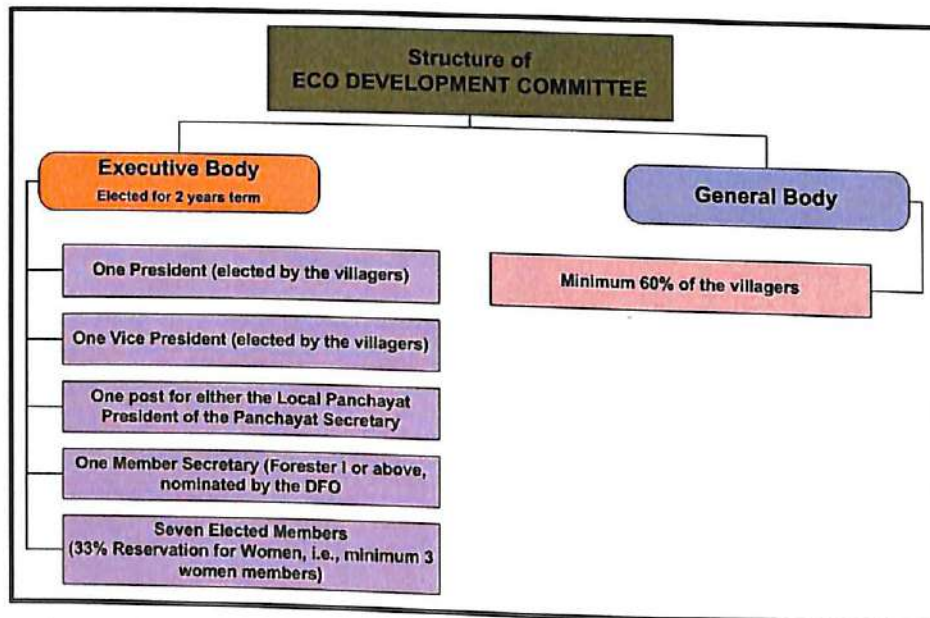 Structure of
ECO DEVELOPMENT COMMITTEE
Executive Body
Elected for 2 years term
General Body
One President (elected by the villagers)
Minimum 60% of the villagers
One Vice President (elected by the villagers)
One post for either the Local Panchayat
President of the Panchayat Secretary
One Member Secretary (Forester I or above,
nominated by the DFO
Seven Elected Members
(33% Reservation for Women, i.e., minimum 3
women members)